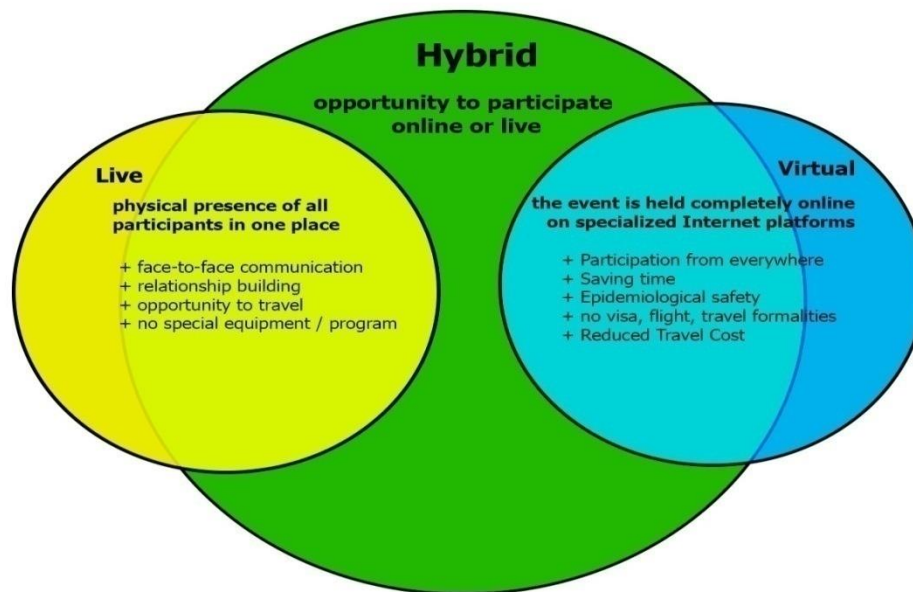 Hybrid
opportunity to participate
online or live
Live
physical presence of all
participants in one place
+ face-to-face communication
+ relationship building
+ opportunity to travel
+ no special equipment / program
Virtual
the event is held completely online
on specialized Internet platforms
+ Participation from everywhere
+ Saving time
+ Epidemiological safety
+ no visa, flight, travel formalities
+ Reduced Travel Cost